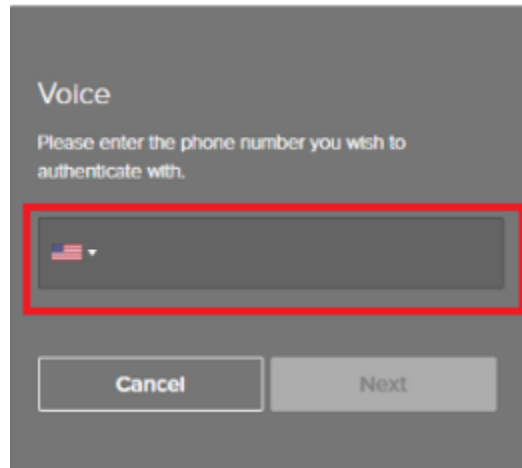 Voice
Please enter the phone number you wish to
authenticate with.
Cancel
Next